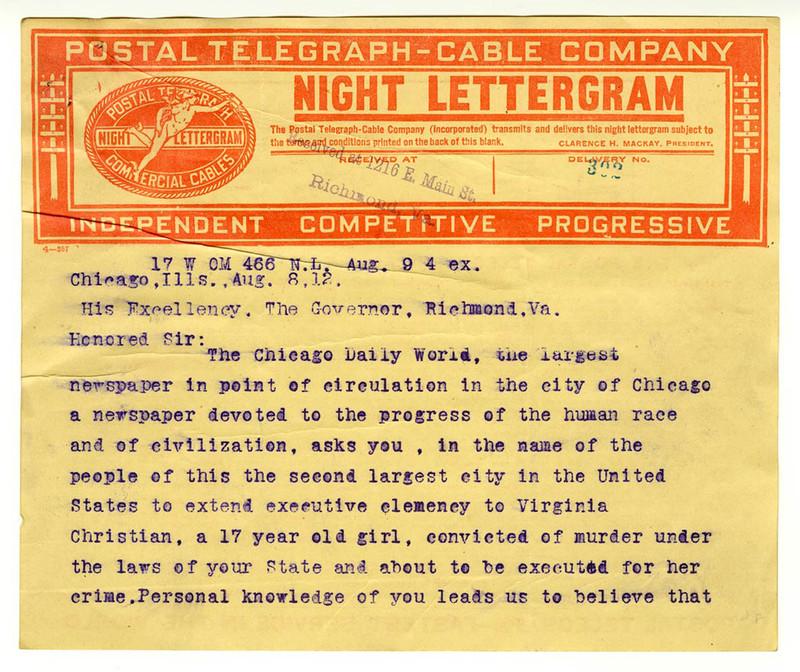 POSTAL TELEGRAPH-CABLE COMPANY
POSTAL TELEGRAPH
NIGHT LETTERGRAM
COMMERCIAL CABLES
NIGHT LETTERGRAM
The Postal Telegraph-Cable Company (Incorporated) transmits and delivers this night lettergram subject to
the terms and conditions printed on the back of this blank. CLARENCE H. MACKAY, PRESIDENT.
RECEIVED AT
DELIVERY No.
Received at 1216 E. Main St.
Richmond, Va.
302
INDEPENDENT COMPETITIVE PROGRESSIVE
4-387
17 W OM 466 N.L. Aug. 9 4 ex.
Chicago,Ills.,Aug. 8,12.
His Excellency. The Governor, Richmond,Va.
Honored Sir:
The Chicago Daily World, the largest
newspaper in point of circulation in the city of Chicago
a newspaper devoted to the progress of the human race
and of civilization, asks you , in the name of the
people of this the second largest city in the United
States to extend executive clemency to Virginia
Christian, a 17 year old girl, convicted of murder under
the laws of your State and about to be executed for her
crime.Personal knowledge of you leads us to believe that